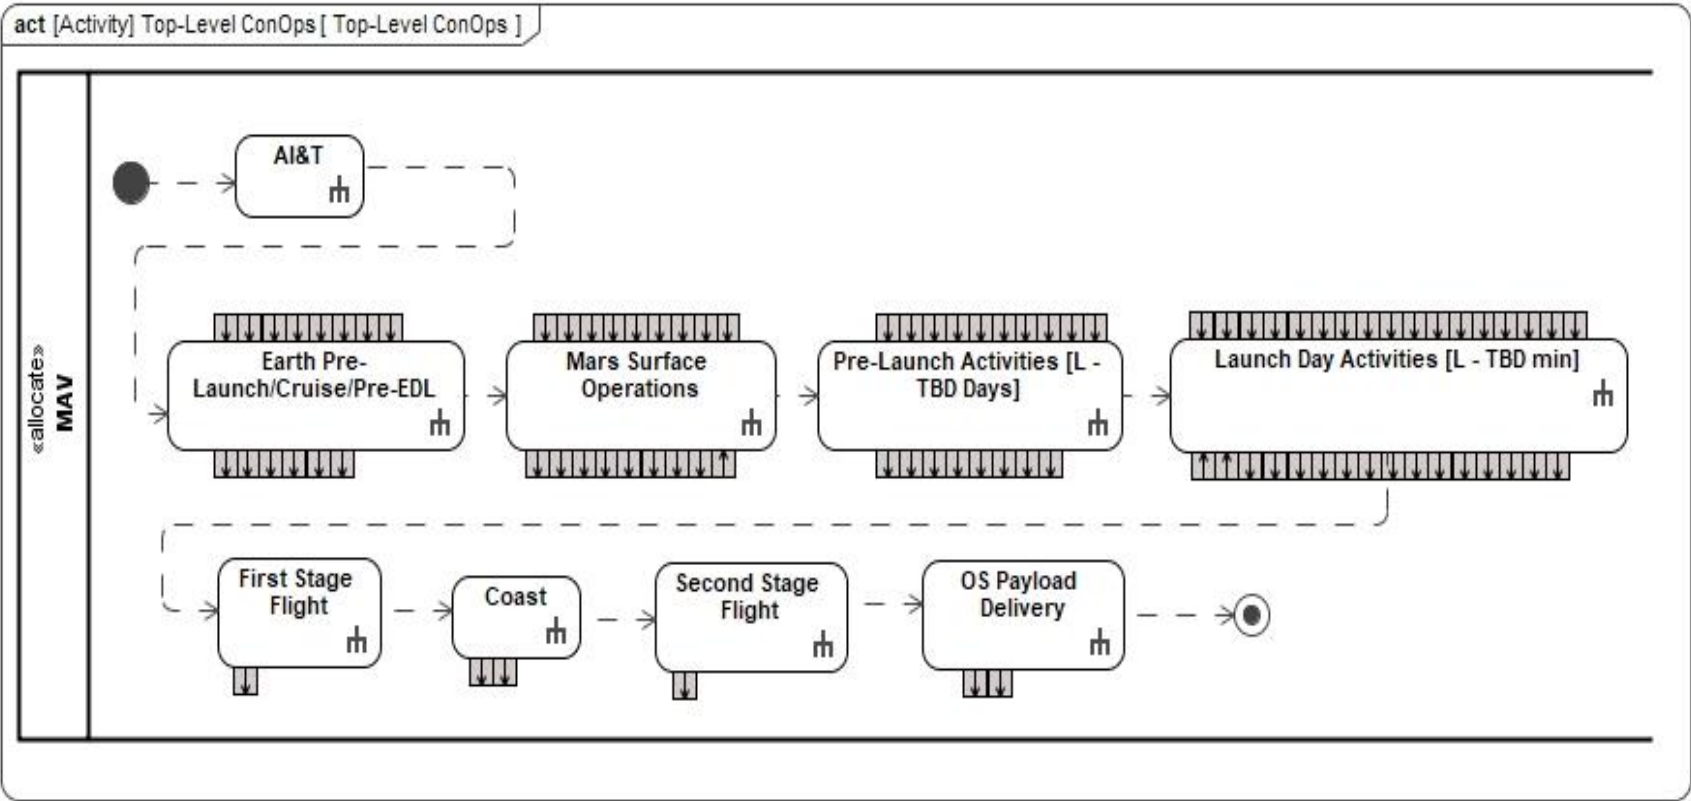 act [Activity] Top-Level ConOps [ Top-Level ConOps ]
«allocate»
MAV
AI&T
Earth Pre-
Launch/Cruise/Pre-EDL
Mars Surface
Operations
Pre-Launch Activities [L -
TBD Days]
Launch Day Activities [L - TBD min]
First Stage
Flight
Coast
Second Stage
Flight
OS Payload
Delivery